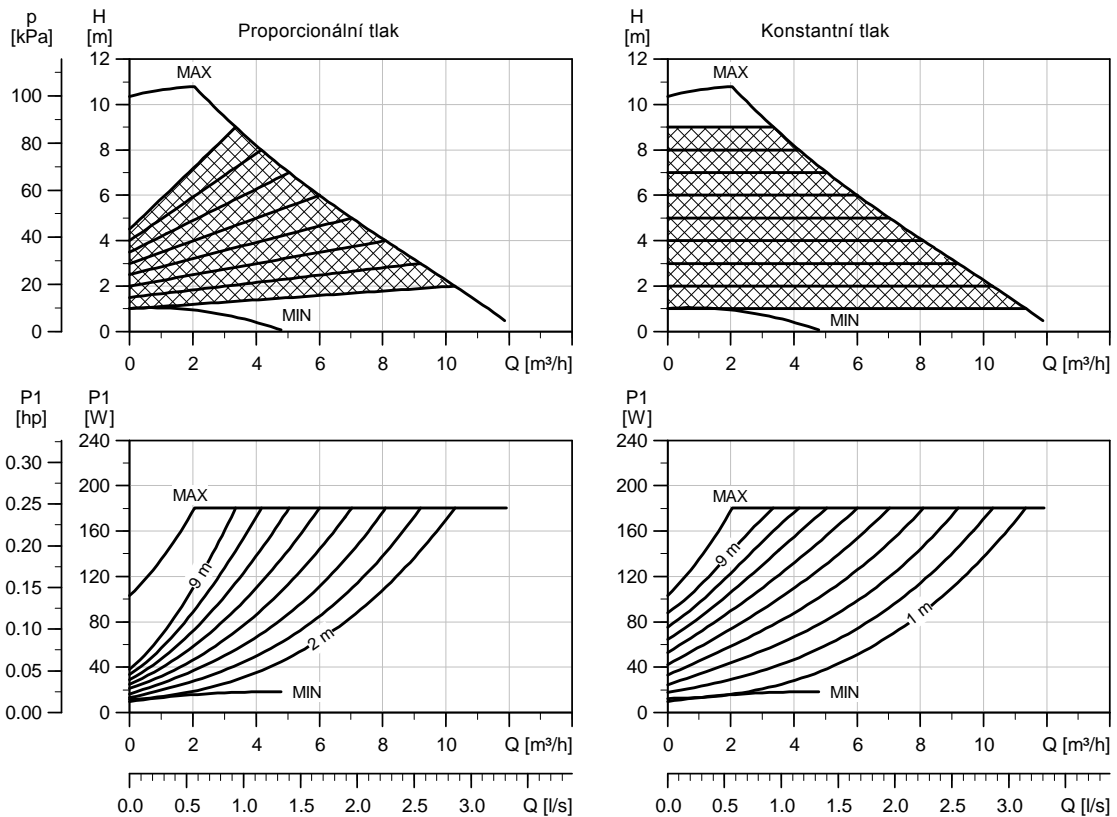 p H Proporcionální tlak H Konstantní tlak
[kPa] [m] [m]
12 12
MAX MAX
100 10 10
80 8 8
60 6 6
40 4 4
20 2 2
MIN MIN
0 0 0
0 2 4 6 8 10 Q [m³/h] 0 2 4 6 8 10 Q [m³/h]
P1 P1 P1
[hp] [W] [W]
240 240
0.30
200 200
MAX MAX
0.25
160 160
0.20
9 m 9 m
0.15 120 120
0.10 80 80
2 m 1 m
0.05 40 40
MIN MIN
0.00 0 0
0 2 4 6 8 10 Q [m³/h] 0 2 4 6 8 10 Q [m³/h]
0.0 0.5 1.0 1.5 2.0 2.5 3.0 Q [l/s] 0.0 0.5 1.0 1.5 2.0 2.5 3.0 Q [l/s]